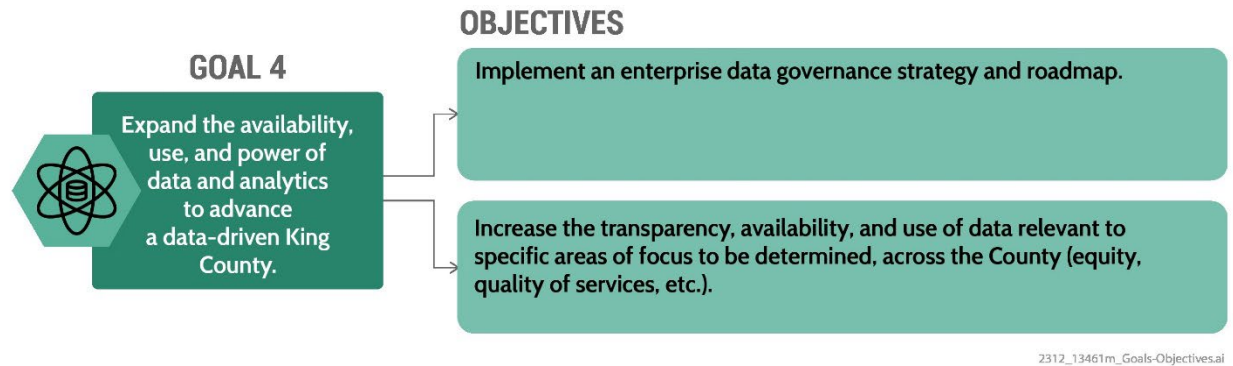 OBJECTIVES
GOAL 4
Expand the availability,
use, and power of
data and analytics
to advance
a data-driven King
County.
Implement an enterprise data governance strategy and roadmap.
Increase the transparency, availability, and use of data relevant to
specific areas of focus to be determined, across the County (equity,
quality of services, etc.).
2312_13461m_Goals-Objectives.ai